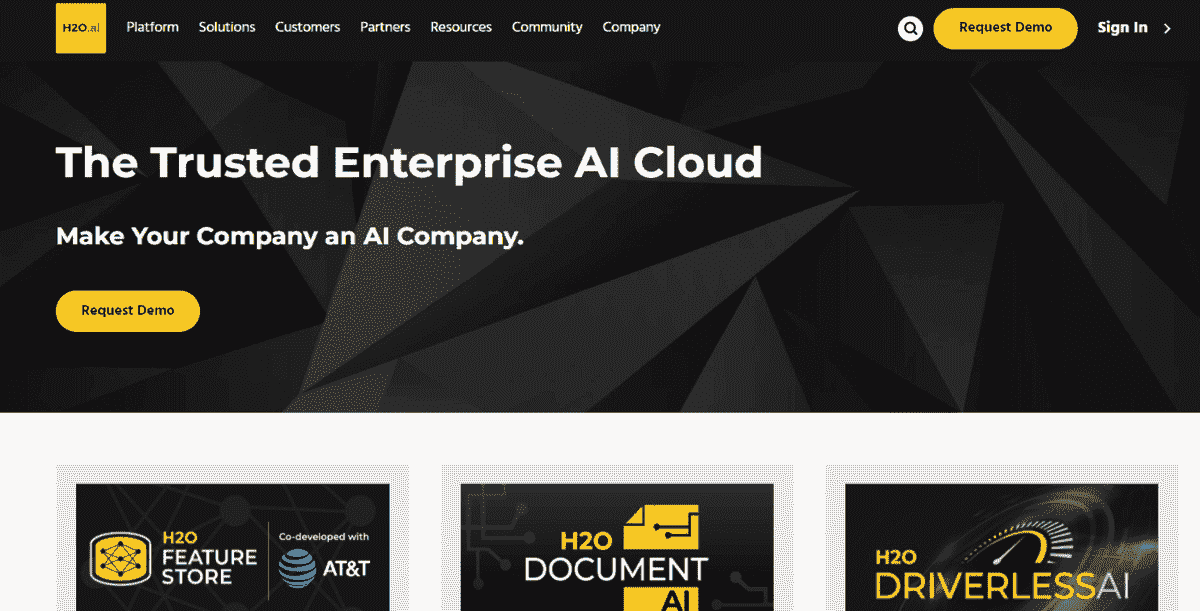 H2O.ai
Platform
Solutions
Customers
Partners
Resources
Community
Company
Request Demo
Sign In
The Trusted Enterprise AI Cloud
Make Your Company an AI Company.
Request Demo
H2O
FEATURE
STORE
Co-developed with
AT&T
H2O
DOCUMENT
AI
H2O
DRIVERLESSAI